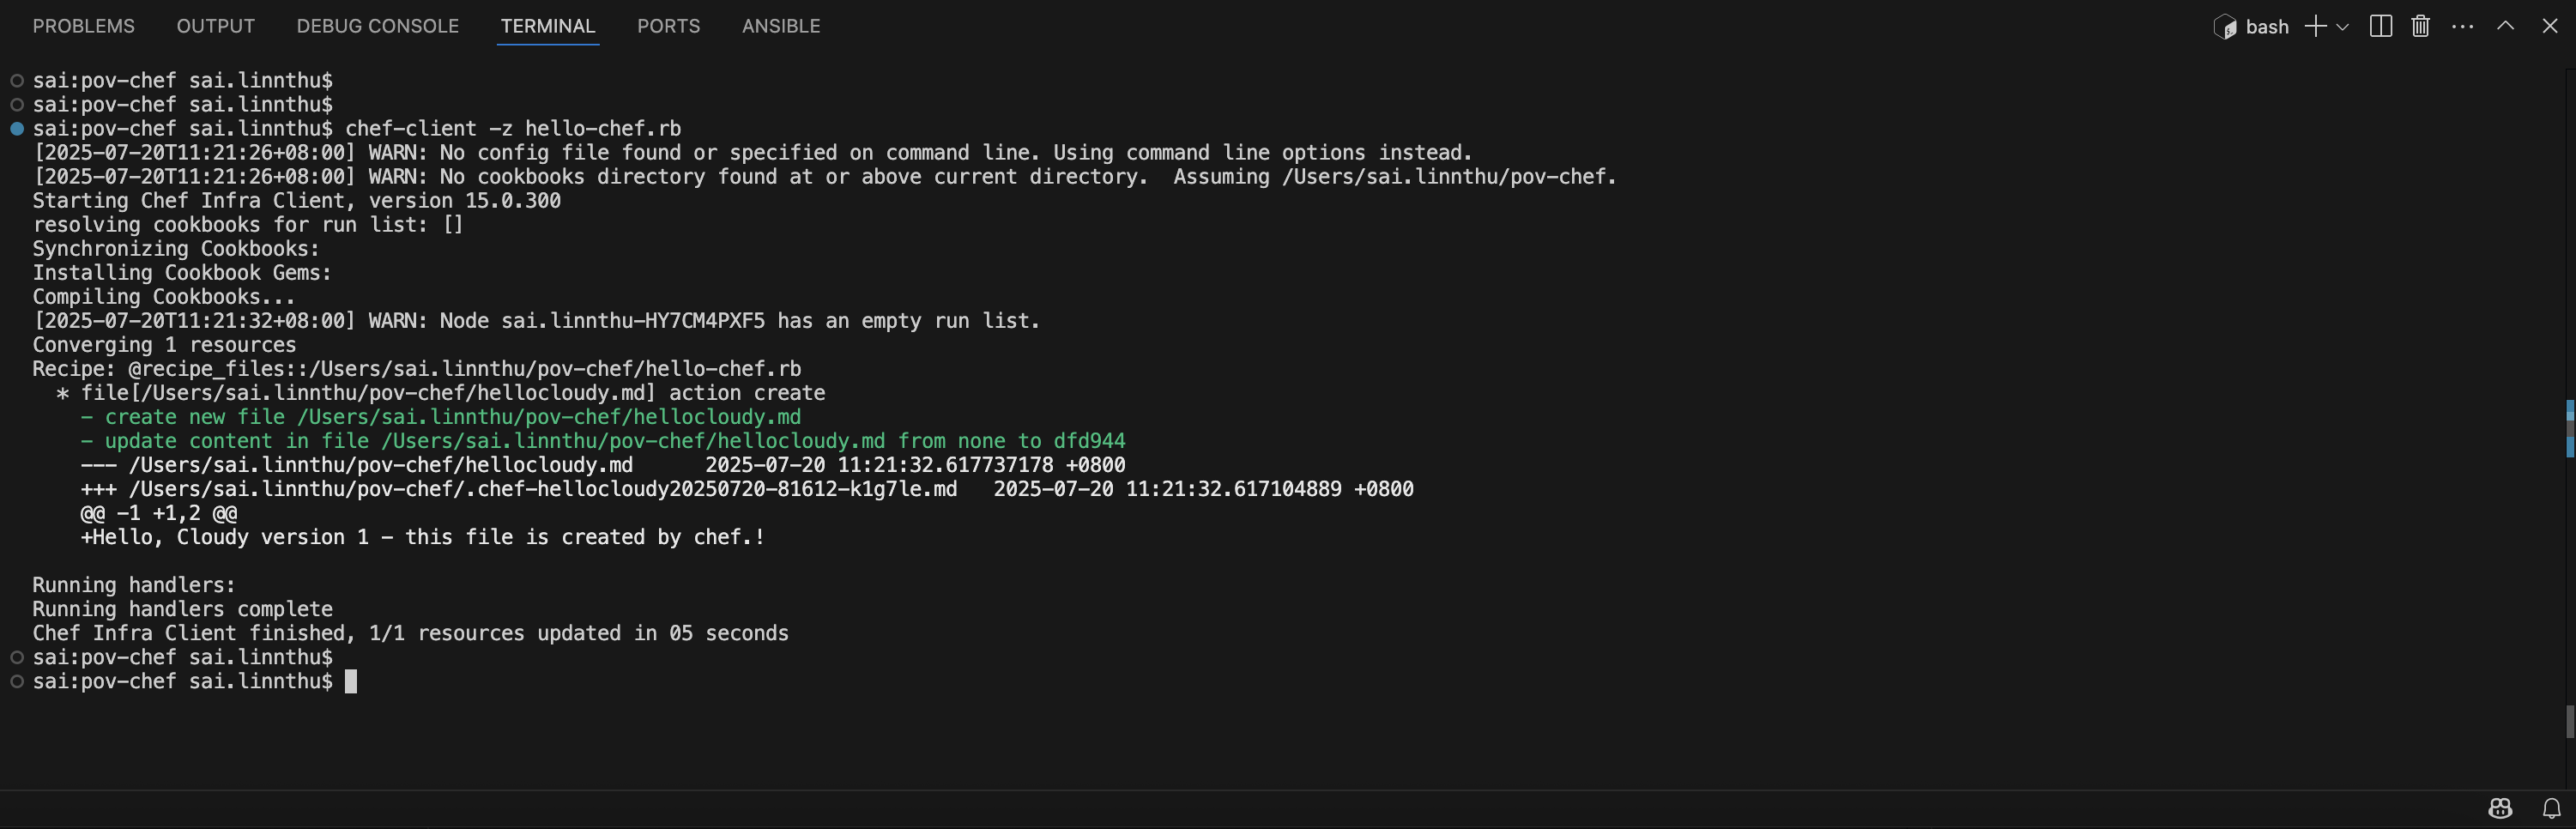 PROBLEMS OUTPUT DEBUG CONSOLE TERMINAL PORTS ANSIBLE bash
sai:pov-chef sai.linnthu$
sai:pov-chef sai.linnthu$
sai:pov-chef sai.linnthu$ chef-client -z hello-chef.rb
[2025-07-20T11:21:26+08:00] WARN: No config file found or specified on command line. Using command line options instead.
[2025-07-20T11:21:26+08:00] WARN: No cookbooks directory found at or above current directory.  Assuming /Users/sai.linnthu/pov-chef.
Starting Chef Infra Client, version 15.0.300
resolving cookbooks for run list: []
Synchronizing Cookbooks:
Installing Cookbook Gems:
Compiling Cookbooks...
[2025-07-20T11:21:32+08:00] WARN: Node sai.linnthu-HY7CM4PXF5 has an empty run list.
Converging 1 resources
Recipe: @recipe_files::/Users/sai.linnthu/pov-chef/hello-chef.rb
  * file[/Users/sai.linnthu/pov-chef/hellocloudy.md] action create
    - create new file /Users/sai.linnthu/pov-chef/hellocloudy.md
    - update content in file /Users/sai.linnthu/pov-chef/hellocloudy.md from none to dfd944
    --- /Users/sai.linnthu/pov-chef/hellocloudy.md      2025-07-20 11:21:32.617737178 +0800
    +++ /Users/sai.linnthu/pov-chef/.chef-hellocloudy20250720-81612-k1g7le.md   2025-07-20 11:21:32.617104889 +0800
    @@ -1 +1,2 @@
    +Hello, Cloudy version 1 - this file is created by chef.!
Running handlers:
Running handlers complete
Chef Infra Client finished, 1/1 resources updated in 05 seconds
sai:pov-chef sai.linnthu$
sai:pov-chef sai.linnthu$